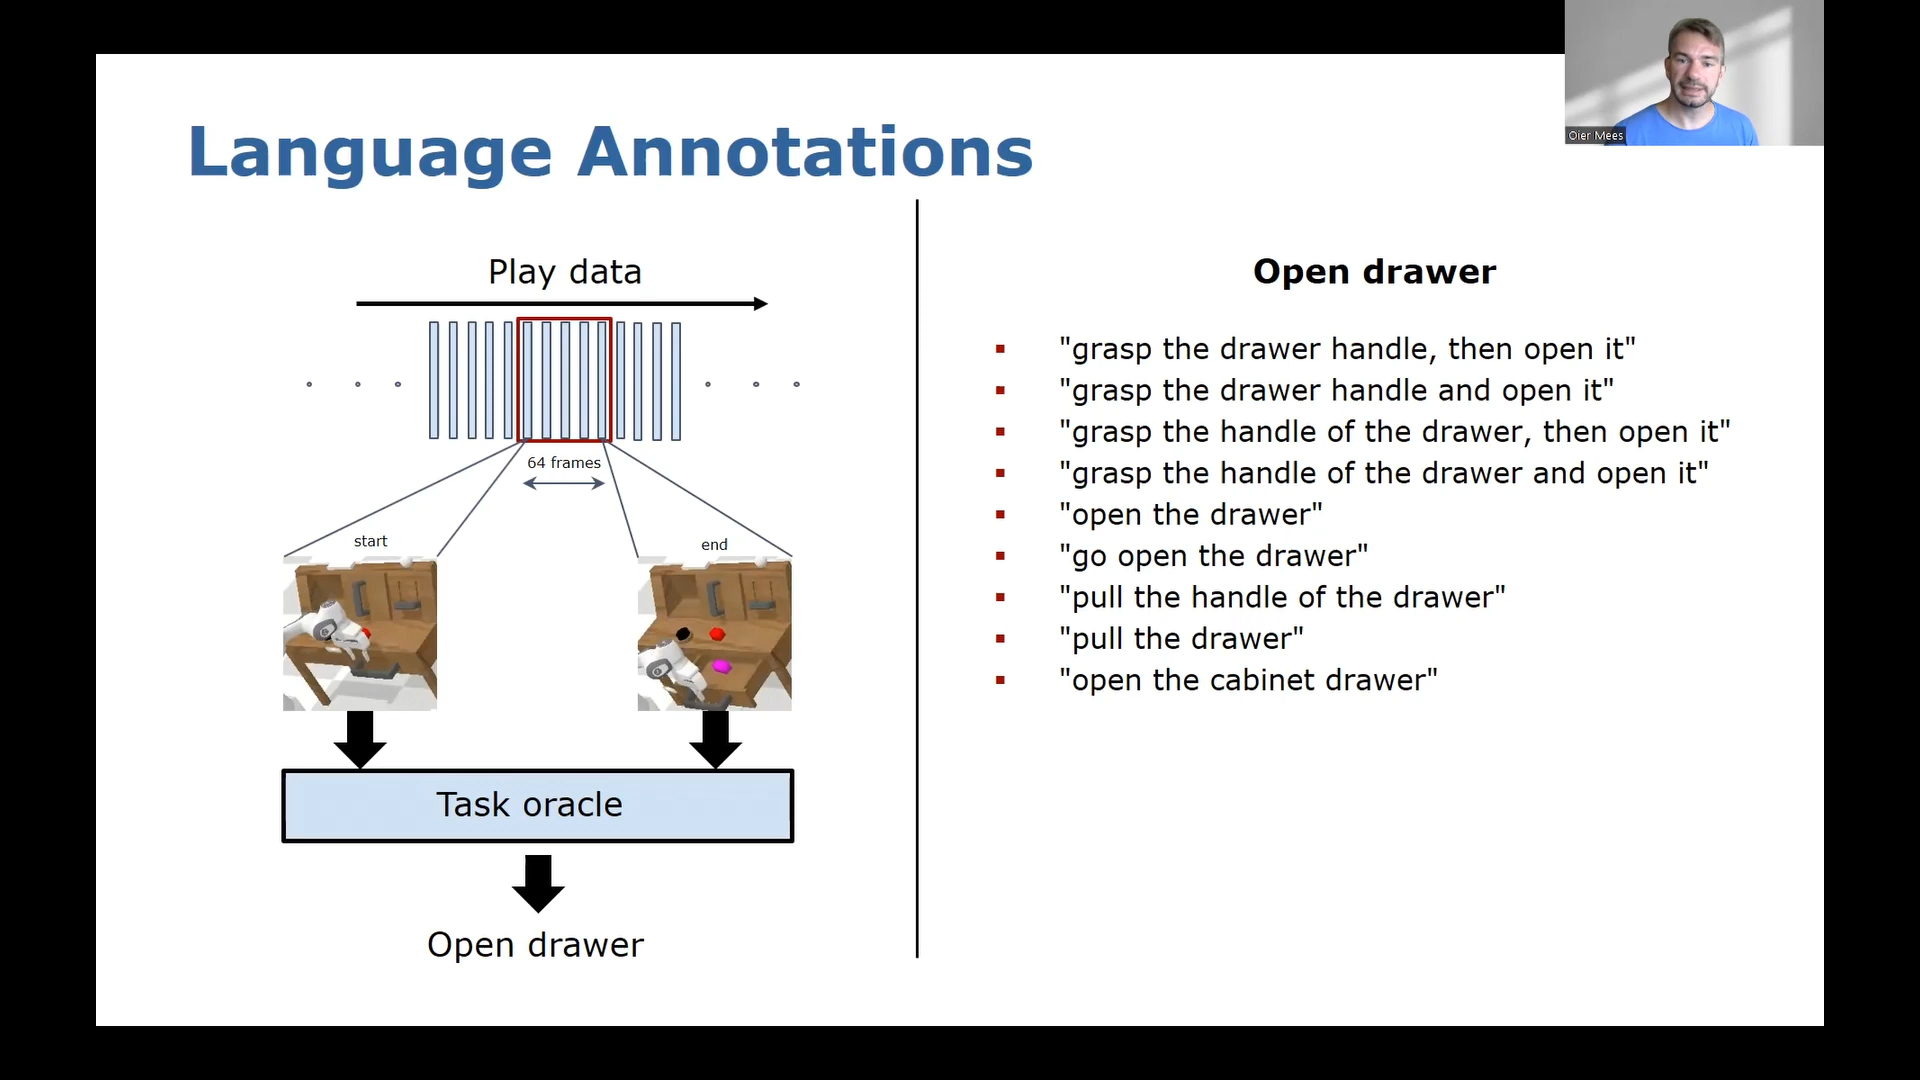 Language Annotations
Oier Mees
Play data
64 frames
start
end
Task oracle
Open drawer
Open drawer
"grasp the drawer handle, then open it"
"grasp the drawer handle and open it"
"grasp the handle of the drawer, then open it"
"grasp the handle of the drawer and open it"
"open the drawer"
"go open the drawer"
"pull the handle of the drawer"
"pull the drawer"
"open the cabinet drawer"